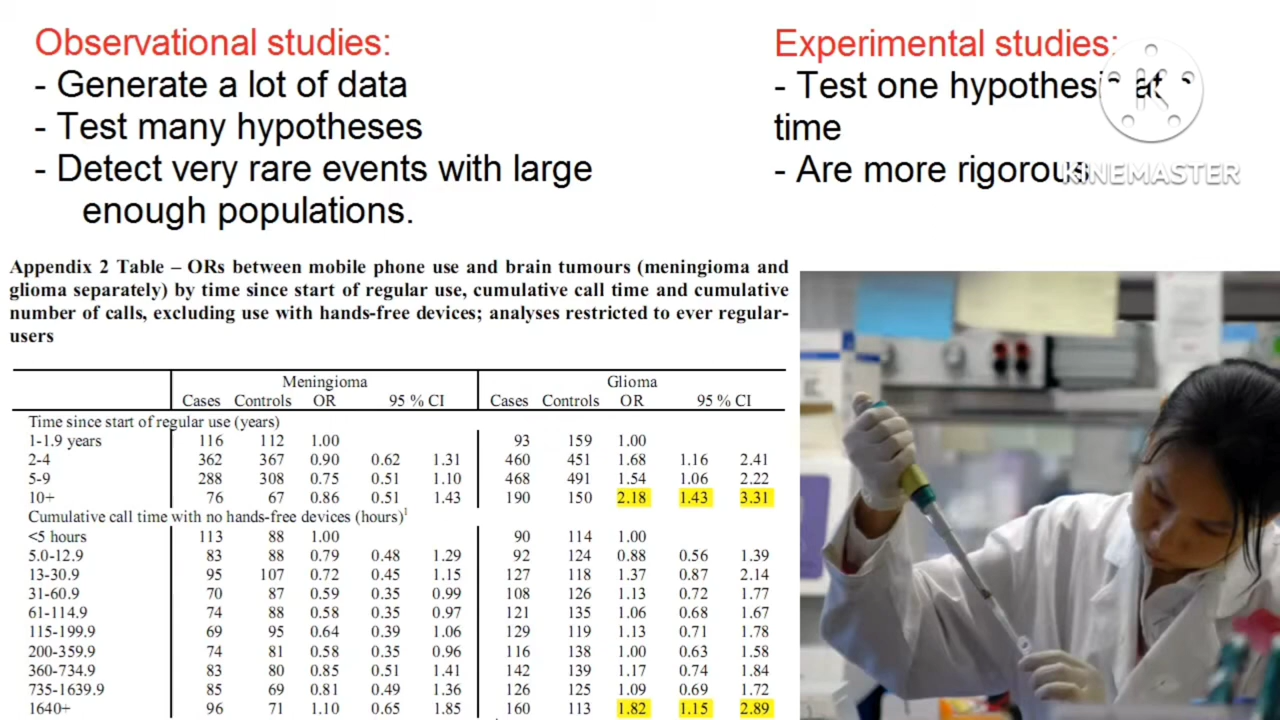 Observational studies:
- Generate a lot of data
- Test many hypotheses
- Detect very rare events with large
enough populations.
Experimental studies:
- Test one hypothesis at a
time
- Are more rigorous
KINEMASTER
Appendix 2 Table – ORs between mobile phone use and brain tumours (meningioma and
glioma separately) by time since start of regular use, cumulative call time and cumulative
number of calls, excluding use with hands-free devices; analyses restricted to ever regular-
users
Meningioma Glioma
Cases Controls OR 95 % CI Cases Controls OR 95 % CI
Time since start of regular use (years)
1-1.9 years 116 112 1.00 93 159 1.00
2-4 362 367 0.90 0.62 1.31 460 451 1.68 1.16 2.41
5-9 288 308 0.75 0.51 1.10 468 491 1.54 1.06 2.22
10+ 76 67 0.86 0.51 1.43 190 150 2.18 1.43 3.31
Cumulative call time with no hands-free devices (hours)¹
<5 hours 113 88 1.00 90 114 1.00
5.0-12.9 83 88 0.79 0.48 1.29 92 124 0.88 0.56 1.39
13-30.9 95 107 0.72 0.45 1.15 127 118 1.37 0.87 2.14
31-60.9 70 87 0.59 0.35 0.99 108 126 1.13 0.72 1.77
61-114.9 74 88 0.58 0.35 0.97 121 135 1.06 0.68 1.67
115-199.9 69 95 0.64 0.39 1.06 129 119 1.13 0.71 1.78
200-359.9 74 81 0.58 0.35 0.96 116 138 1.00 0.63 1.58
360-734.9 83 80 0.85 0.51 1.41 142 139 1.17 0.74 1.84
735-1639.9 85 69 0.81 0.49 1.36 126 125 1.09 0.69 1.72
1640+ 96 71 1.10 0.65 1.85 160 113 1.82 1.15 2.89